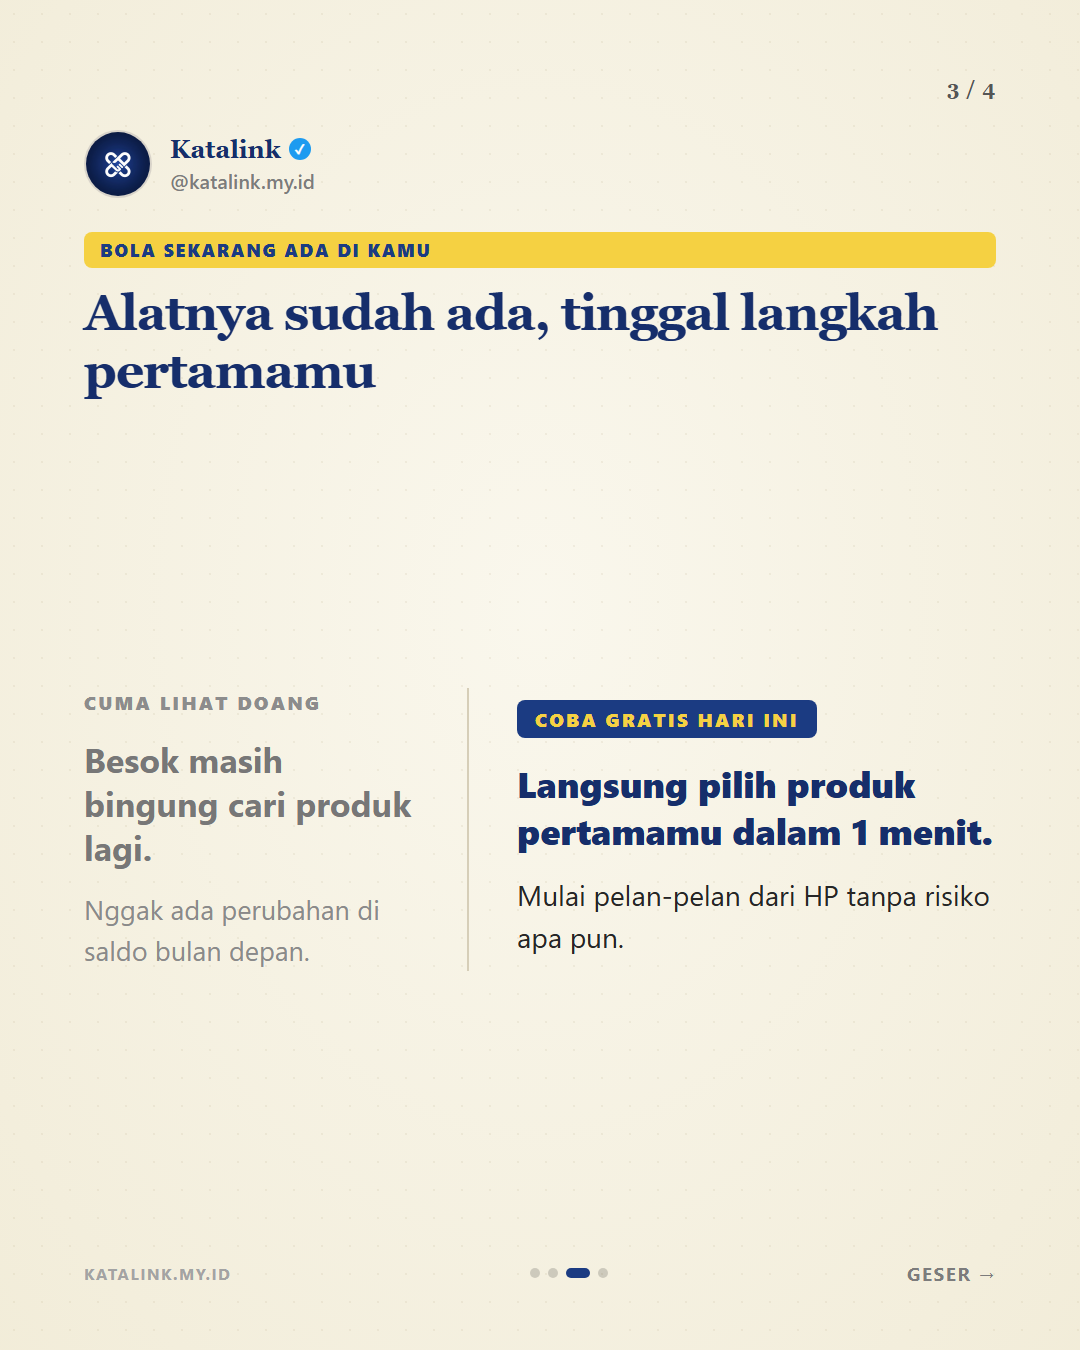 3 / 4
Katalink
@katalink.my.id
BOLA SEKARANG ADA DI KAMU
Alatnya sudah ada, tinggal langkah
pertamamu
CUMA LIHAT DOANG
Besok masih
bingung cari produk
lagi.
Nggak ada perubahan di
saldo bulan depan.
COBA GRATIS HARI INI
Langsung pilih produk
pertamamu dalam 1 menit.
Mulai pelan-pelan dari HP tanpa risiko
apa pun.
KATALINK.MY.ID
GESER →